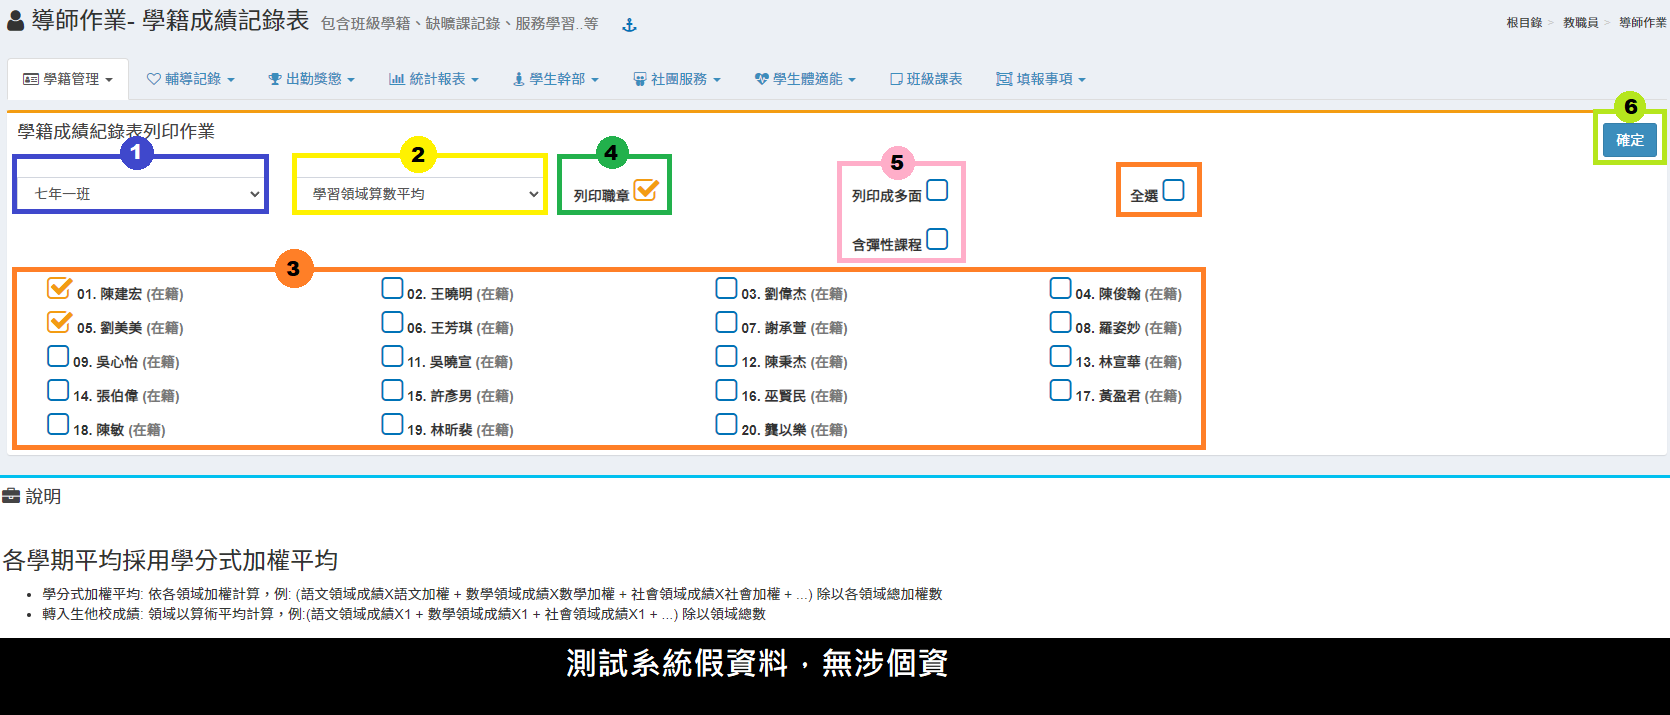 導師作業- 學籍成績記錄表 包含班級學籍、缺曠課記錄、服務學習..等
根目錄 > 教職員 > 導師作業
學籍管理 輔導記錄 出勤獎懲 統計報表 學生幹部 社團服務 學生體適能 班級課表 填報事項
學籍成績紀錄表列印作業
6
確定
1 2 4 5
七年一班 學習領域算數平均 列印職章 列印成多面 全選
含彈性課程
3
01. 陳建宏 (在籍) 02. 王曉明 (在籍) 03. 劉偉杰 (在籍) 04. 陳俊翰 (在籍)
05. 劉美美 (在籍) 06. 王芳琪 (在籍) 07. 謝承萱 (在籍) 08. 羅姿妙 (在籍)
09. 吳心怡 (在籍) 11. 吳曉宣 (在籍) 12. 陳秉杰 (在籍) 13. 林宣華 (在籍)
14. 張伯偉 (在籍) 15. 許彥男 (在籍) 16. 巫賢民 (在籍) 17. 黃盈君 (在籍)
18. 陳敏 (在籍) 19. 林昕裴 (在籍) 20. 龔以樂 (在籍)
說明
各學期平均採用學分式加權平均
• 學分式加權平均: 依各領域加權計算，例: (語文領域成績X語文加權 + 數學領域成績X數學加權 + 社會領域成績X社會加權 + ...) 除以各領域總加權數
• 轉入生他校成績: 領域以算術平均計算，例:(語文領域成績X1 + 數學領域成績X1 + 社會領域成績X1 + ...) 除以領域總數
測試系統假資料，無涉個資